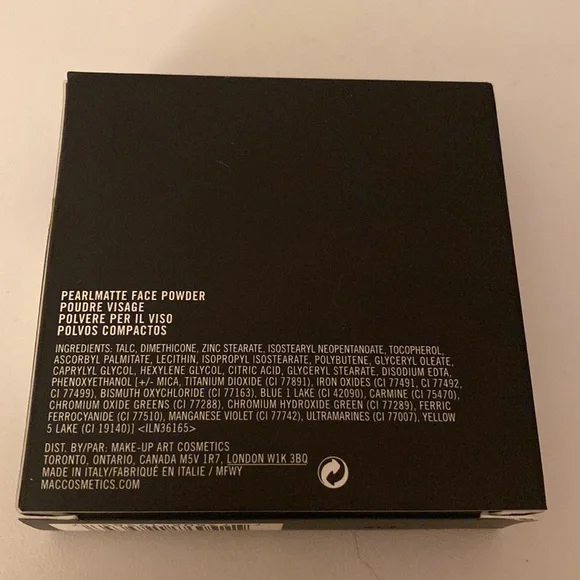 PEARLMATTE FACE POWDER
POUDRE VISAGE
POLVERE PER IL VISO
POLVOS COMPACTOS
INGREDIENTS: TALC, DIMETHICONE, ZINC STEARATE, ISOSTEARYL NEOPENTANOATE, TOCOPHEROL,
ASCORBYL PALMITATE, LECITHIN, ISOPROPYL ISOSTEARATE, POLYBUTENE, GLYCERYL OLEATE,
CAPRYLYL GLYCOL, HEXYLENE GLYCOL, CITRIC ACID, GLYCERYL STEARATE, DISODIUM EDTA,
PHENOXYETHANOL [+/- MICA, TITANIUM DIOXIDE (CI 77891), IRON OXIDES (CI 77491, CI 77492,
CI 77499), BISMUTH OXYCHLORIDE (CI 77163), BLUE 1 LAKE (CI 42090), CARMINE (CI 75470),
CHROMIUM OXIDE GREENS (CI 77288), CHROMIUM HYDROXIDE GREEN (CI 77289), FERRIC
FERROCYANIDE (CI 77510), MANGANESE VIOLET (CI 77742), ULTRAMARINES (CI 77007), YELLOW
5 LAKE (CI 19140)] <ILN36165>
DIST. BY/PAR: MAKE-UP ART COSMETICS
TORONTO, ONTARIO, CANADA M5V 1R7, LONDON W1K 3BQ
MADE IN ITALY/FABRIQUÉ EN ITALIE / MFWY
MACCOSMETICS.COM